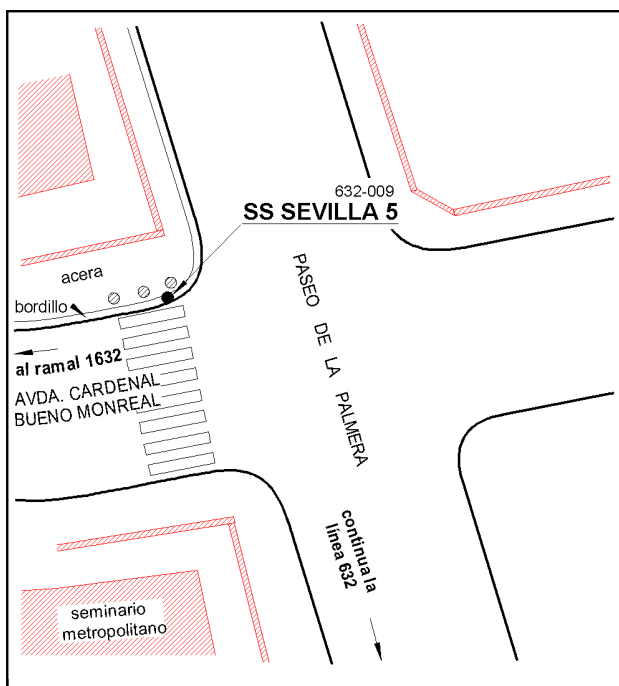 632-009
SS SEVILLA 5
acera
bordillo
al ramal 1632
AVDA. CARDENAL
BUENO MONREAL
PASEO DE LA PALMERA
continua la
línea 632
seminario
metropolitano